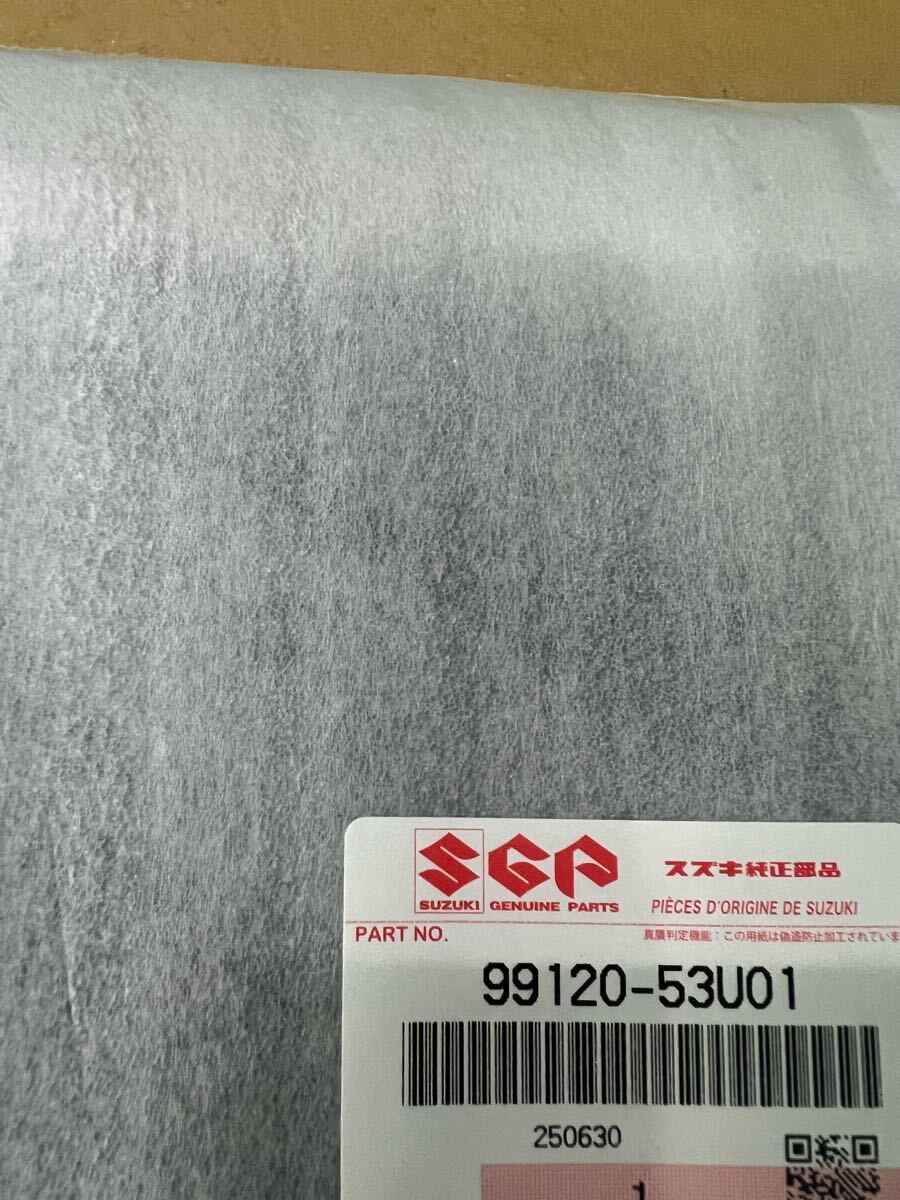 SGP スズキ純正部品
SUZUKI GENUINE PARTS PIÈCES D'ORIGINE DE SUZUKI
PART NO. 真贋判定機能：この用紙は偽造防止加工されていま
99120-53U01
250630
1